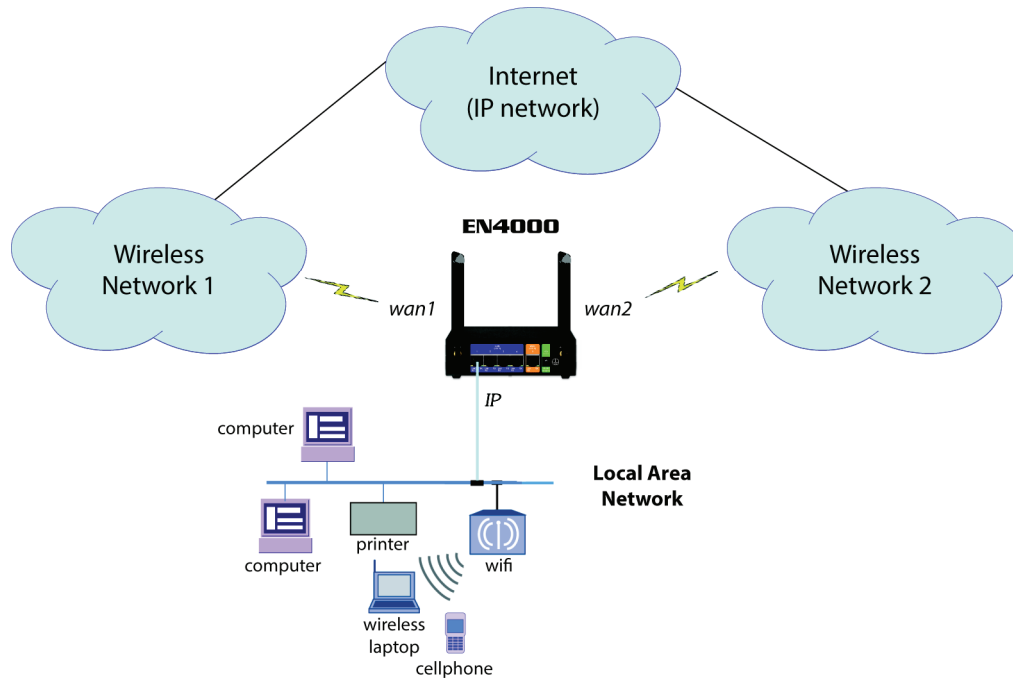 Internet
(IP network)
Wireless
Network 1
EN4000
Wireless
Network 2
wan1
wan2
IP
computer
Local Area
Network
computer
printer
wifi
wireless
laptop
cellphone